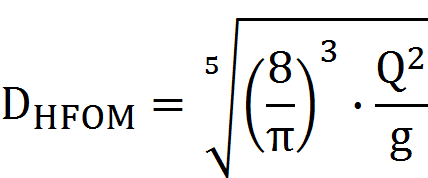 D_HFOM = ⁵√((8/π)³ · Q²/g)